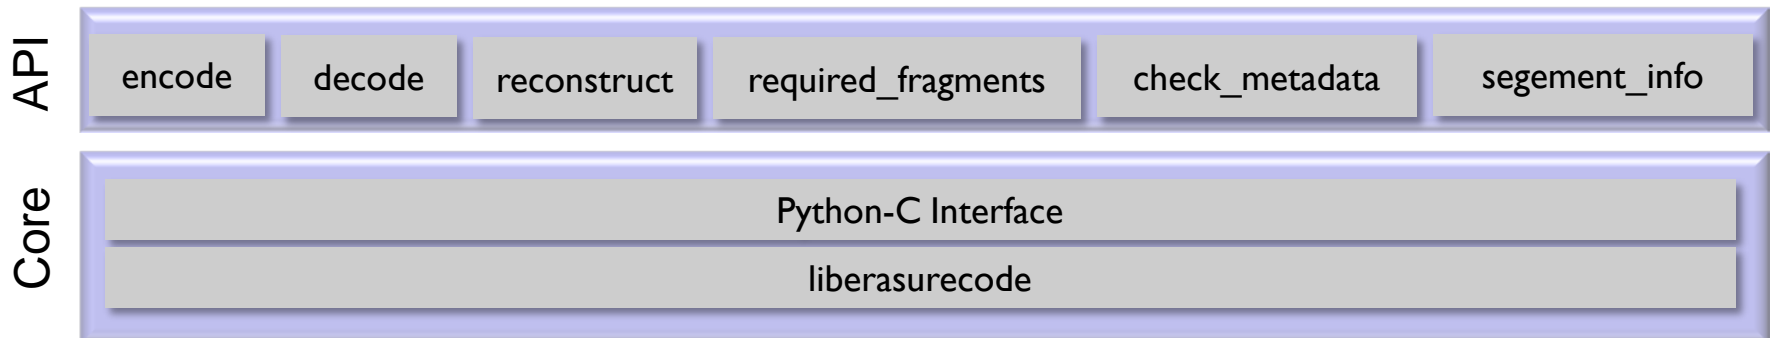 API
encode
decode
reconstruct
required_fragments
check_metadata
segement_info
Core
Python-C Interface
liberasurecode